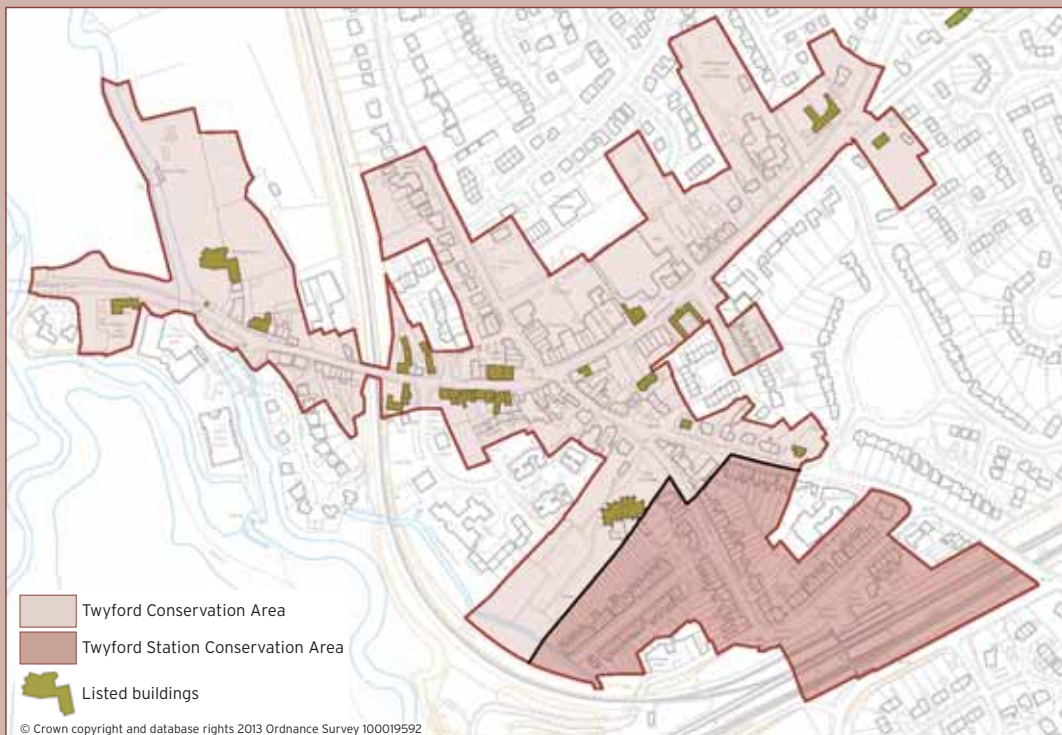 Twyford Conservation Area
Twyford Station Conservation Area
Listed buildings
© Crown copyright and database rights 2013 Ordnance Survey 100019592